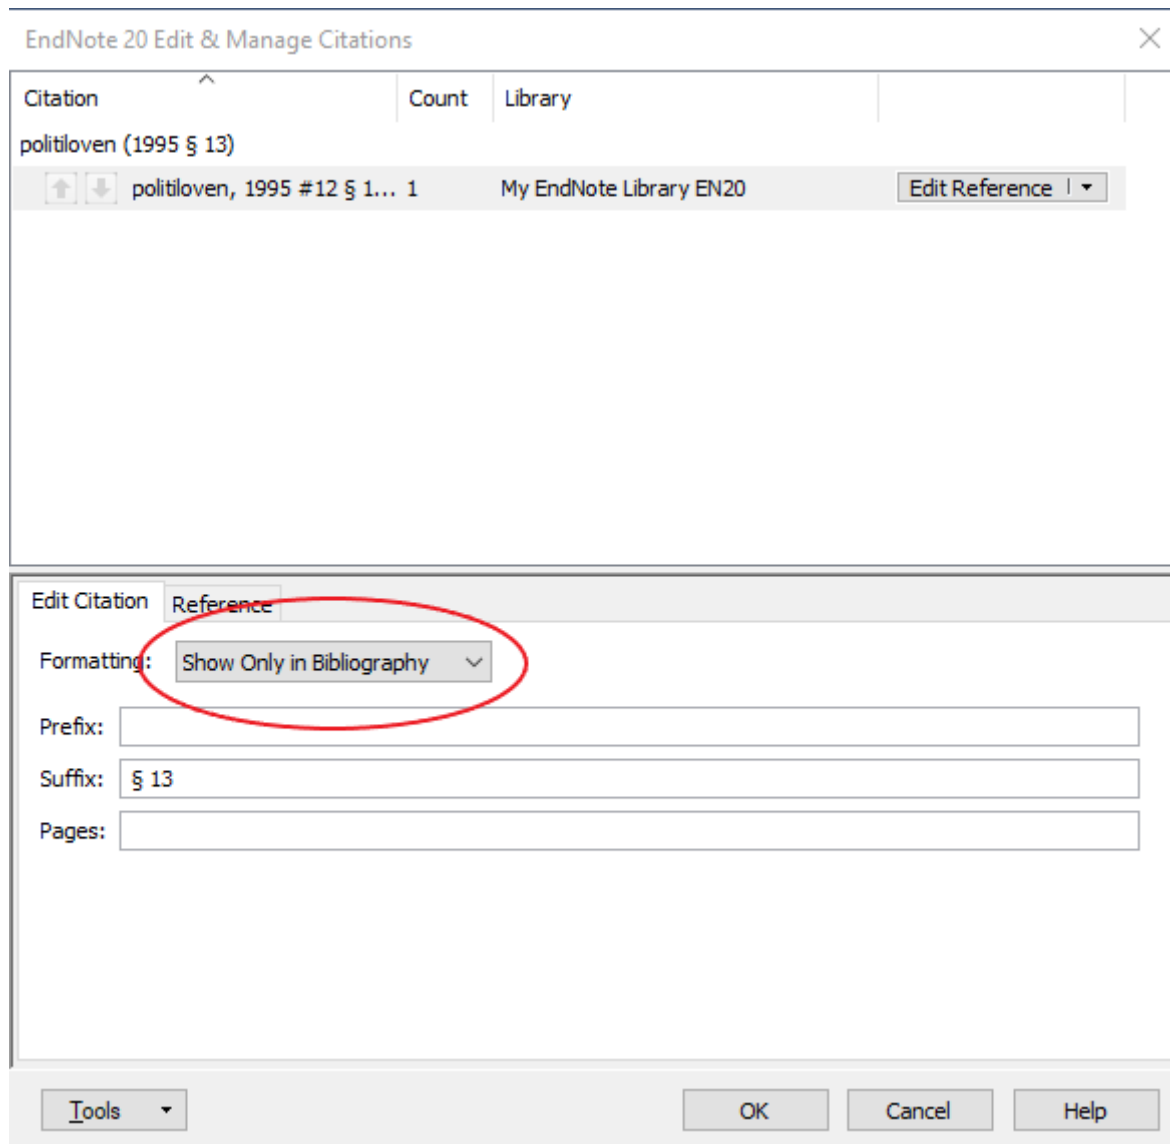 EndNote 20 Edit & Manage Citations
Citation Count Library
politiloven (1995 § 13)
politiloven, 1995 #12 § 1... 1 My EndNote Library EN20 Edit Reference
Edit Citation Reference
Formatting: Show Only in Bibliography
Prefix:
Suffix: § 13
Pages:
Tools OK Cancel Help